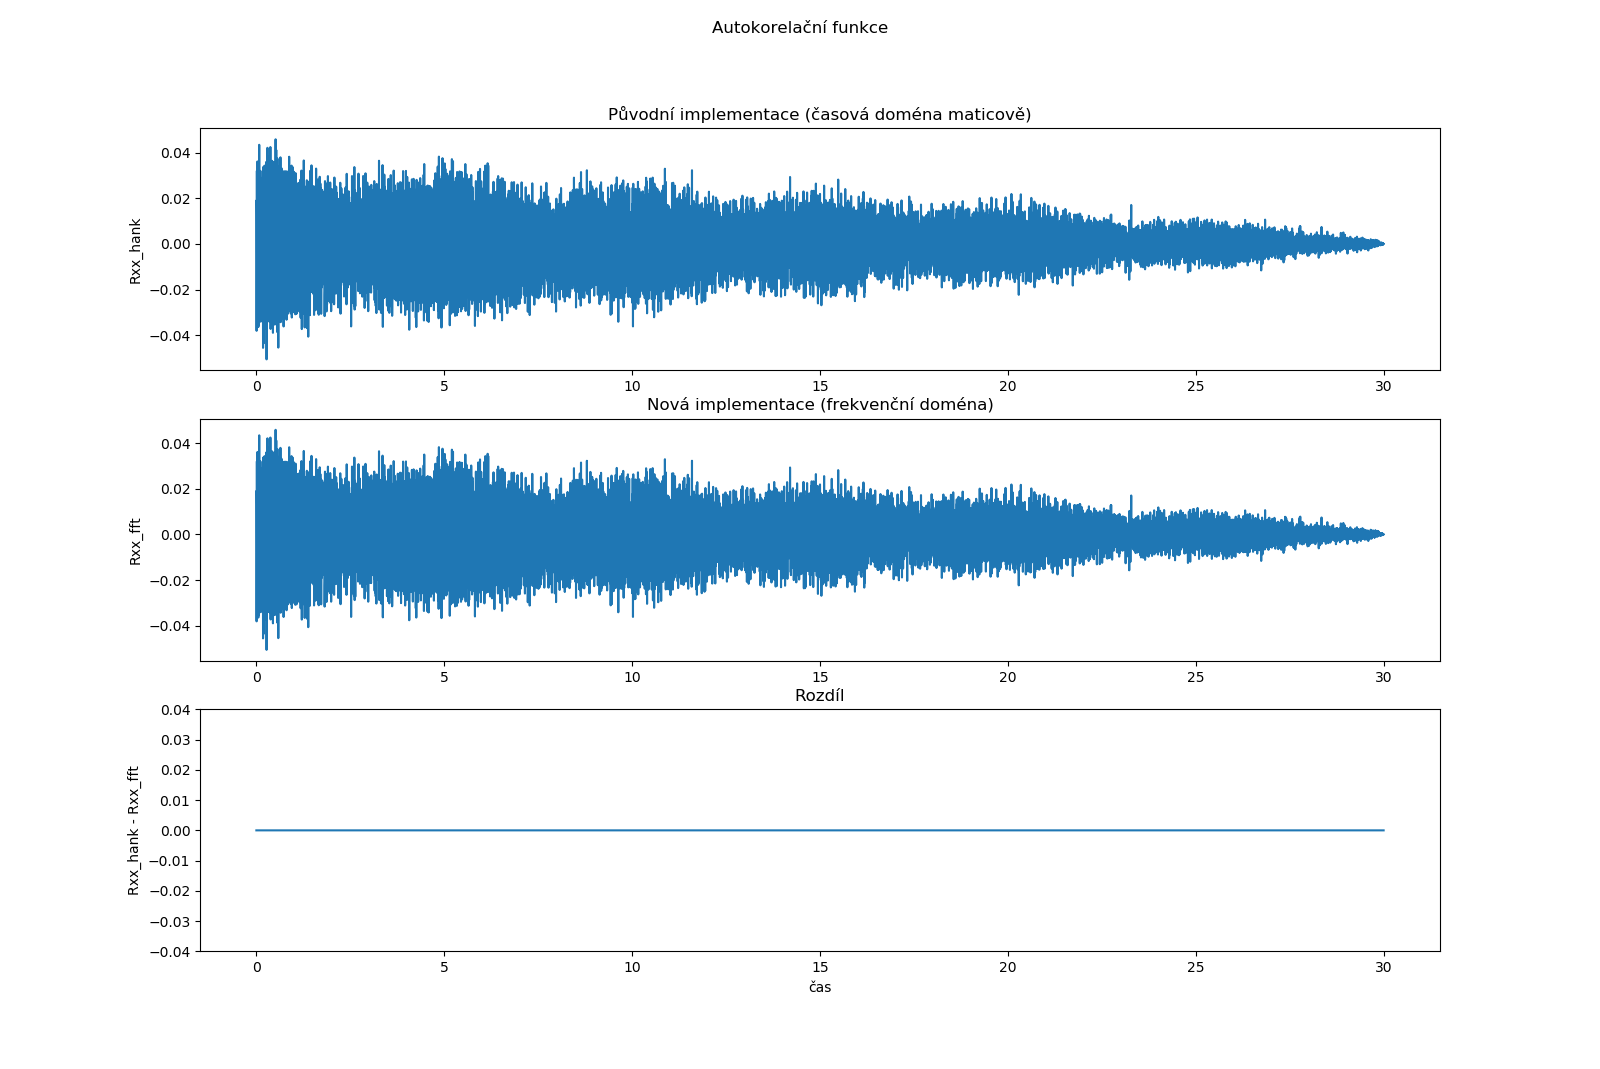 Autokorelační funkce
Původní implementace (časová doména maticově)
0.04
0.02
0.00
−0.02
−0.04
Rxx_hank
0 5 10 15 20 25 30
Nová implementace (frekvenční doména)
0.04
0.02
0.00
−0.02
−0.04
Rxx_fft
0 5 10 15 20 25 30
Rozdíl
0.04
0.03
0.02
0.01
0.00
−0.01
−0.02
−0.03
−0.04
Rxx_hank - Rxx_fft
0 5 10 15 20 25 30
čas